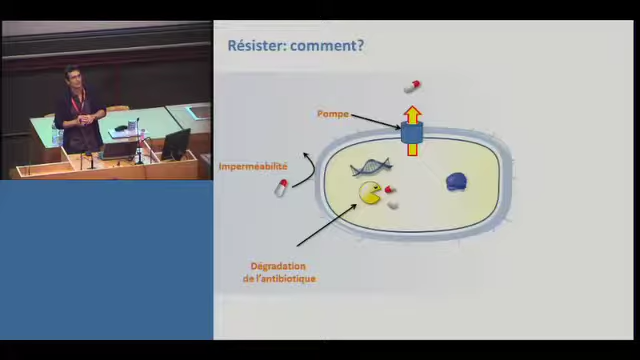 Résister: comment?
Pompe
Imperméabilité
Dégradation
de l'antibiotique